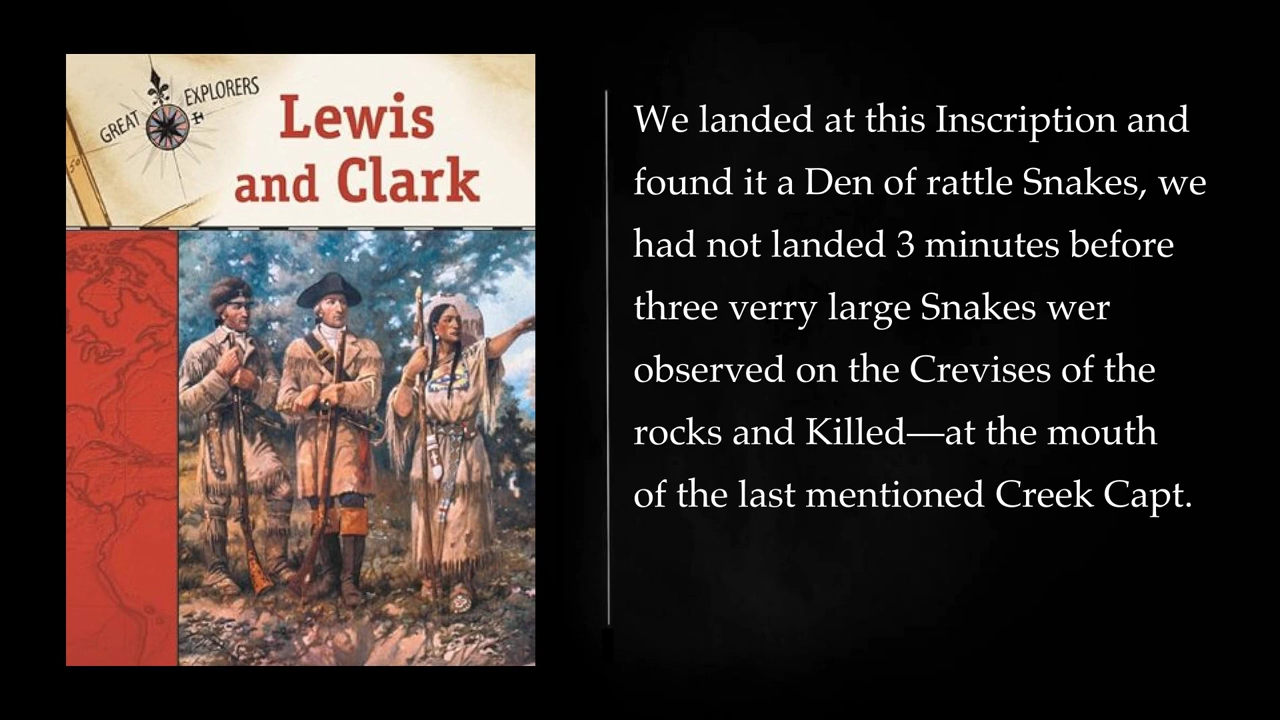 GREAT EXPLORERS
Lewis
and Clark
We landed at this Inscription and
found it a Den of rattle Snakes, we
had not landed 3 minutes before
three verry large Snakes wer
observed on the Crevises of the
rocks and Killed—at the mouth
of the last mentioned Creek Capt.